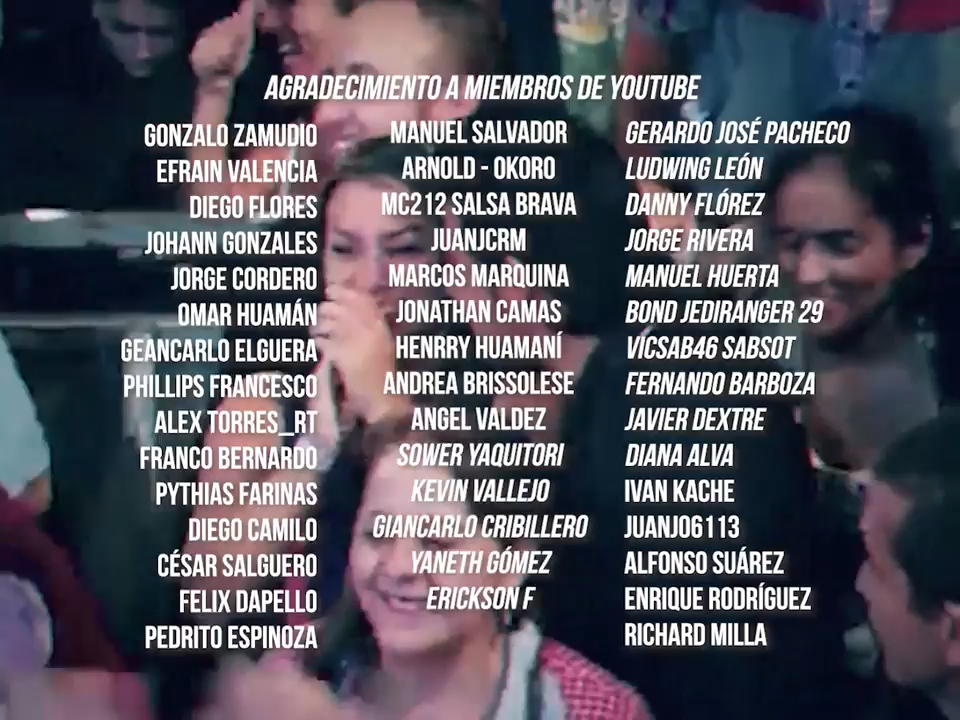 AGRADECIMIENTO A MIEMBROS DE YOUTUBE
GONZALO ZAMUDIO
EFRAIN VALENCIA
DIEGO FLORES
JOHANN GONZALES
JORGE CORDERO
OMAR HUAMÁN
GEANCARLO ELGUERA
PHILLIPS FRANCESCO
ALEX TORRES_RT
FRANCO BERNARDO
PYTHIAS FARINAS
DIEGO CAMILO
CÉSAR SALGUERO
FELIX DAPELLO
PEDRITO ESPINOZA
MANUEL SALVADOR
ARNOLD - OKORO
MC212 SALSA BRAVA
JUANJCRM
MARCOS MARQUINA
JONATHAN CAMAS
HENRRY HUAMANÍ
ANDREA BRISSOLESE
ANGEL VALDEZ
SOWER YAQUITORI
KEVIN VALLEJO
GIANCARLO CRIBILLERO
YANETH GÓMEZ
ERICKSON F
GERARDO JOSÉ PACHECO
LUDWING LEÓN
DANNY FLÓREZ
JORGE RIVERA
MANUEL HUERTA
BOND JEDIRANGER 29
VÍCSAB46 SABSOT
FERNANDO BARBOZA
JAVIER DEXTRE
DIANA ALVA
IVAN KACHE
JUANJO6113
ALFONSO SUÁREZ
ENRIQUE RODRÍGUEZ
RICHARD MILLA